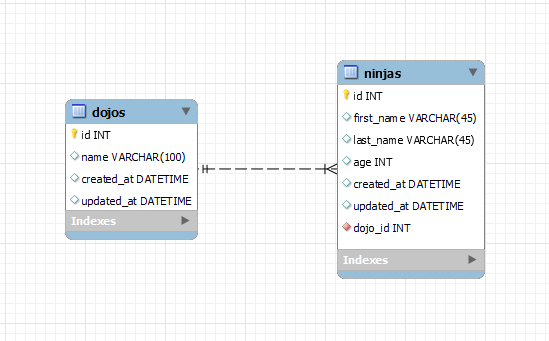 dojos
id INT
name VARCHAR(100)
created_at DATETIME
updated_at DATETIME
Indexes
ninjas
id INT
first_name VARCHAR(45)
last_name VARCHAR(45)
age INT
created_at DATETIME
updated_at DATETIME
dojo_id INT
Indexes